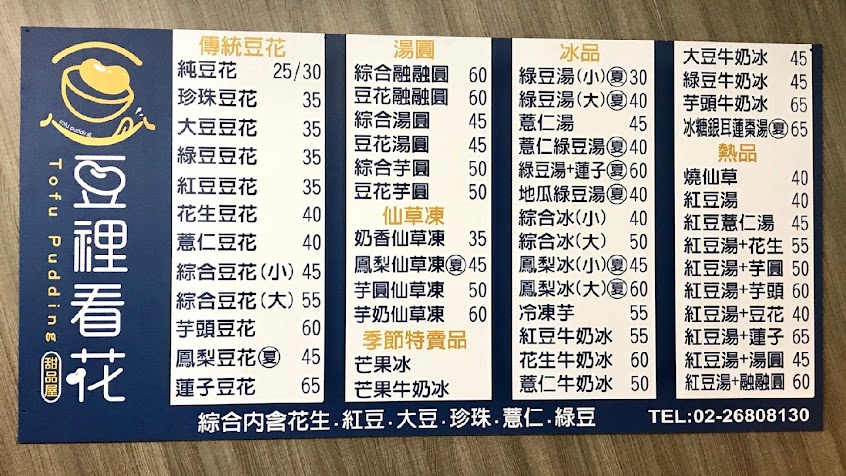 Tofu Pudding
豆裡看花
Tofu Pudding
甜品屋
傳統豆花
純豆花 25/30
珍珠豆花 35
大豆豆花 35
綠豆豆花 35
紅豆豆花 35
花生豆花 40
薏仁豆花 40
綜合豆花(小) 45
綜合豆花(大) 55
芋頭豆花 60
鳳梨豆花夏 45
蓮子豆花 65
湯圓
綜合融融圓 60
豆花融融圓 60
綜合湯圓 45
豆花湯圓 45
綜合芋圓 50
豆花芋圓 50
仙草凍
奶香仙草凍 35
鳳梨仙草凍夏 45
芋圓仙草凍 50
芋奶仙草凍 60
季節特賣品
芒果冰
芒果牛奶冰
冰品
綠豆湯(小)夏 30
綠豆湯(大)夏 40
薏仁湯 45
薏仁綠豆湯夏 40
綠豆湯+蓮子夏 60
地瓜綠豆湯夏 40
綜合冰(小) 40
綜合冰(大) 50
鳳梨冰(小)夏 45
鳳梨冰(大)夏 60
冷凍芋 55
紅豆牛奶冰 55
花生牛奶冰 60
薏仁牛奶冰 50
大豆牛奶冰 45
綠豆牛奶冰 45
芋頭牛奶冰 65
冰糖銀耳蓮棗湯夏 65
熱品
燒仙草 40
紅豆湯 40
紅豆薏仁湯 45
紅豆湯+花生 55
紅豆湯+芋圓 50
紅豆湯+芋頭 60
紅豆湯+豆花 40
紅豆湯+蓮子 65
紅豆湯+湯圓 45
紅豆湯+融融圓 60
綜合內含花生.紅豆.大豆.珍珠.薏仁.綠豆
TEL:02-26808130